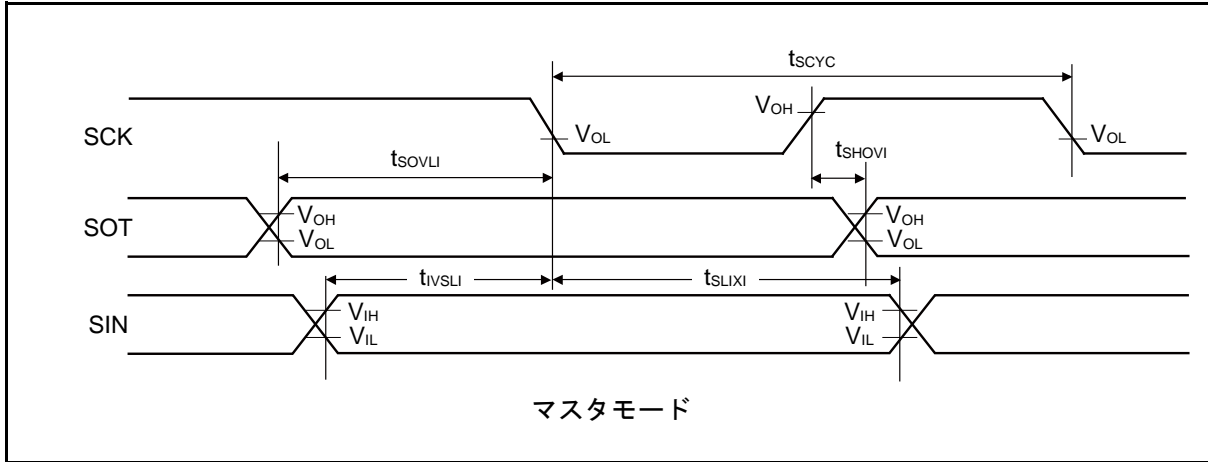 tSCYC
SCK
VOH
VOL
VOL
tSOVLI
tSHOVI
SOT
VOH
VOL
VOH
VOL
tIVSLI
tSLIXI
SIN
VIH
VIL
VIH
VIL
マスタモード